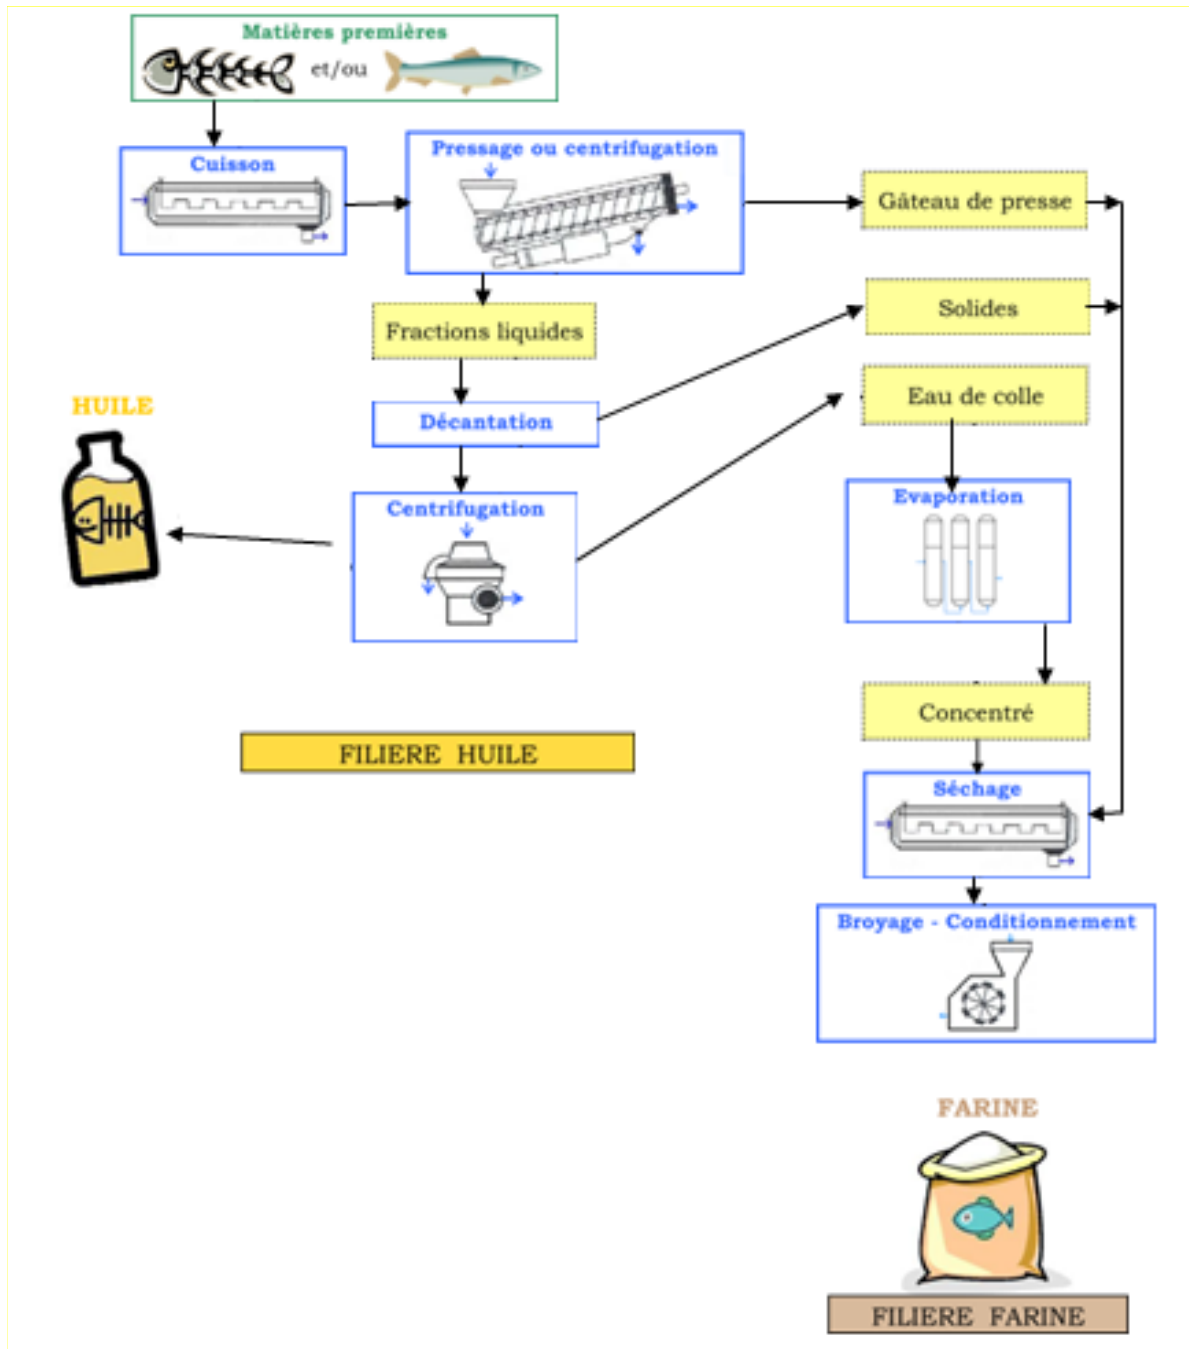 Matières premières
et/ou
Cuisson
Pressage ou centrifugation
Gâteau de presse
Fractions liquides
Solides
Eau de colle
HUILE
Décantation
Centrifugation
Evaporation
Concentré
FILIERE HUILE
Séchage
Broyage - Conditionnement
FARINE
FILIERE FARINE